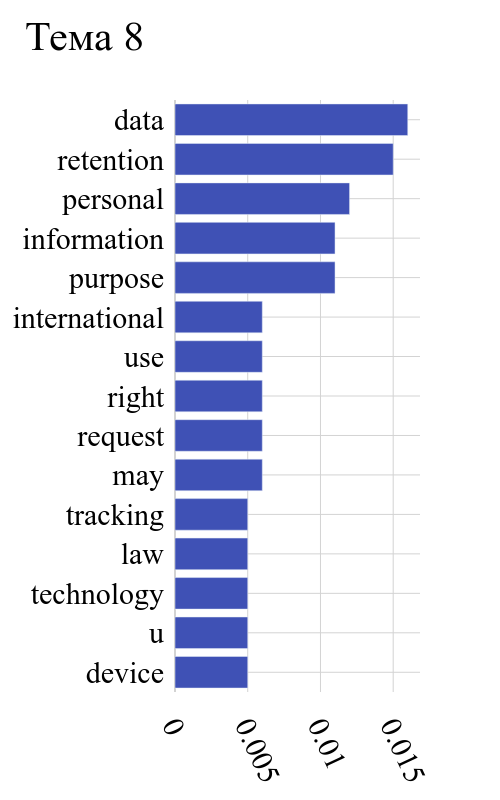 Тема 8
data
retention
personal
information
purpose
international
use
right
request
may
tracking
law
technology
u
device
0
0.005
0.01
0.015